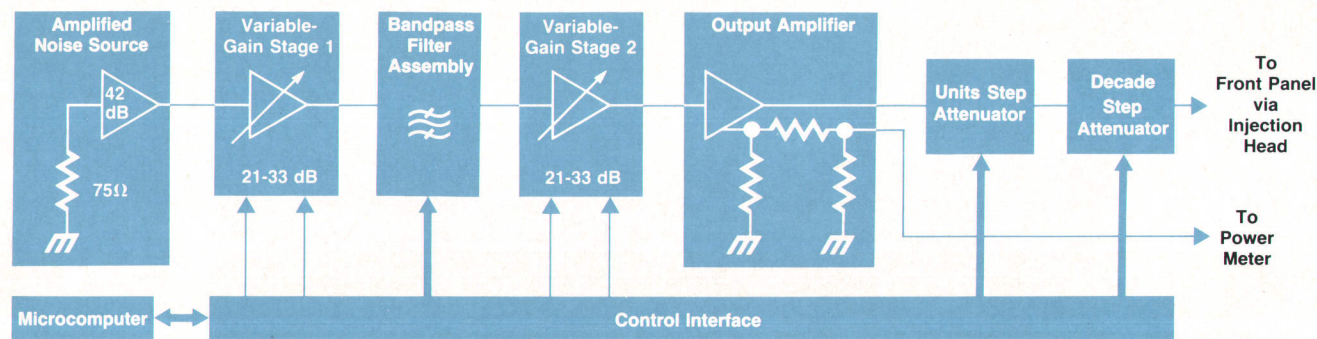 Amplified
Noise Source
42
dB
75Ω
Variable-
Gain Stage 1
21-33 dB
Bandpass
Filter
Assembly
Variable-
Gain Stage 2
21-33 dB
Output Amplifier
Units Step
Attenuator
Decade
Step
Attenuator
To
Front Panel
via
Injection
Head
To
Power
Meter
Microcomputer
Control Interface